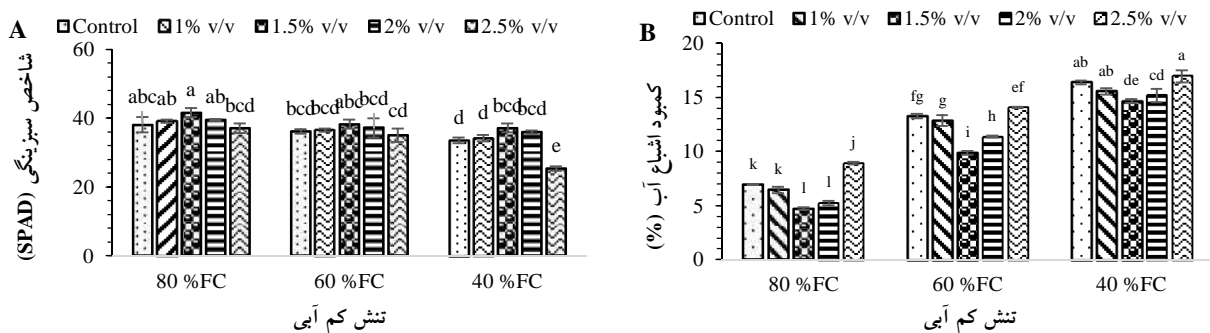 A
Control 1% v/v 1.5% v/v 2% v/v 2.5% v/v
شاخص سبزینگی (SPAD)
60
40
20
0
abc ab a ab bcd
bcd bcd abc bcd cd
d d bcd bcd e
80 %FC 60 %FC 40 %FC
تنش کم آبی
B
Control 1% v/v 1.5% v/v 2% v/v 2.5% v/v
کمبود اشباع آب (%)
20
15
10
5
0
k k l l j
fg g i h ef
ab ab de cd a
80 %FC 60 %FC 40 %FC
تنش کم آبی